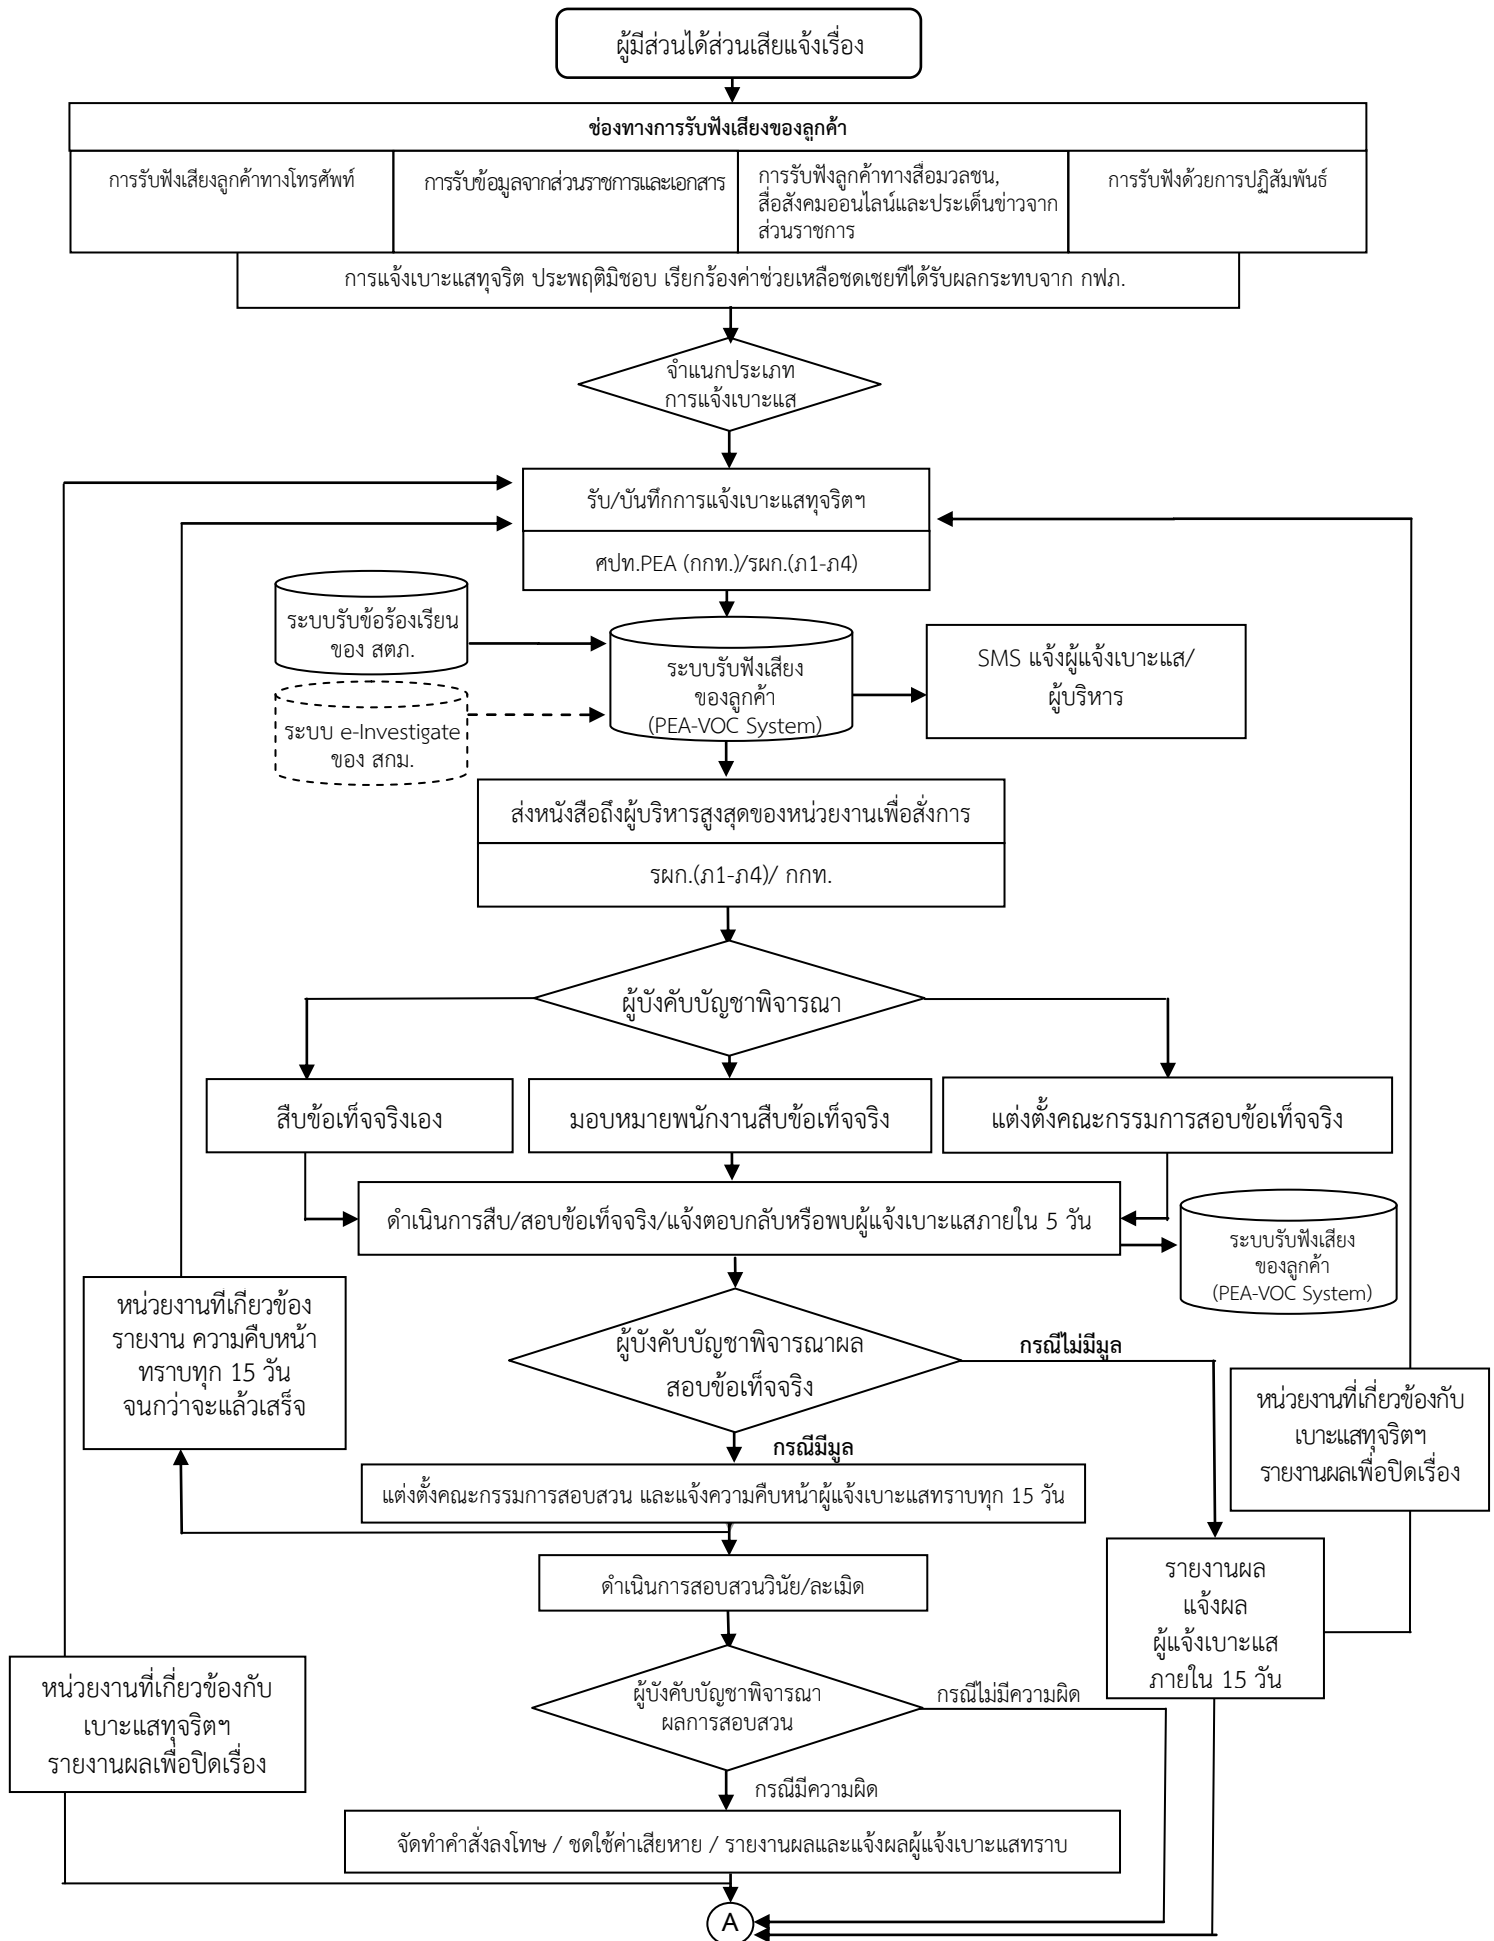 ผู้มีส่วนได้ส่วนเสียแจ้งเรื่อง
ช่องทางการรับฟังเสียงของลูกค้า
การรับฟังเสียงลูกค้าทางโทรศัพท์
การรับข้อมูลจากส่วนราชการและเอกสาร
การรับฟังลูกค้าทางสื่อมวลชน,
สื่อสังคมออนไลน์และประเด็นข่าวจาก
ส่วนราชการ
การรับฟังด้วยการปฏิสัมพันธ์
การแจ้งเบาะแสทุจริต ประพฤติมิชอบ เรียกร้องค่าช่วยเหลือชดเชยที่ได้รับผลกระทบจาก กฟภ.
จำแนกประเภท
การแจ้งเบาะแส
รับ/บันทึกการแจ้งเบาะแสทุจริตฯ
ศปท.PEA (กกท.)/รผก.(ภ1-ภ4)
ระบบรับข้อร้องเรียน
ของ สตภ.
ระบบรับฟังเสียง
ของลูกค้า
(PEA-VOC System)
SMS แจ้งผู้แจ้งเบาะแส/
ผู้บริหาร
ระบบ e-Investigate
ของ สกม.
ส่งหนังสือถึงผู้บริหารสูงสุดของหน่วยงานเพื่อสั่งการ
รผก.(ภ1-ภ4)/ กกท.
ผู้บังคับบัญชาพิจารณา
สืบข้อเท็จจริงเอง
มอบหมายพนักงานสืบข้อเท็จจริง
แต่งตั้งคณะกรรมการสอบข้อเท็จจริง
ดำเนินการสืบ/สอบข้อเท็จจริง/แจ้งตอบกลับหรือพบผู้แจ้งเบาะแสภายใน 5 วัน
ระบบรับฟังเสียง
ของลูกค้า
(PEA-VOC System)
หน่วยงานที่เกี่ยวข้อง
รายงาน ความคืบหน้า
ทราบทุก 15 วัน
จนกว่าจะแล้วเสร็จ
ผู้บังคับบัญชาพิจารณาผล
สอบข้อเท็จจริง
กรณีไม่มีมูล
หน่วยงานที่เกี่ยวข้องกับ
เบาะแสทุจริตฯ
รายงานผลเพื่อปิดเรื่อง
กรณีมีมูล
แต่งตั้งคณะกรรมการสอบสวน และแจ้งความคืบหน้าผู้แจ้งเบาะแสทราบทุก 15 วัน
ดำเนินการสอบสวนวินัย/ละเมิด
รายงานผล
แจ้งผล
ผู้แจ้งเบาะแส
ภายใน 15 วัน
หน่วยงานที่เกี่ยวข้องกับ
เบาะแสทุจริตฯ
รายงานผลเพื่อปิดเรื่อง
ผู้บังคับบัญชาพิจารณา
ผลการสอบสวน
กรณีไม่มีความผิด
กรณีมีความผิด
จัดทำคำสั่งลงโทษ / ชดใช้ค่าเสียหาย / รายงานผลและแจ้งผลผู้แจ้งเบาะแสทราบ
A